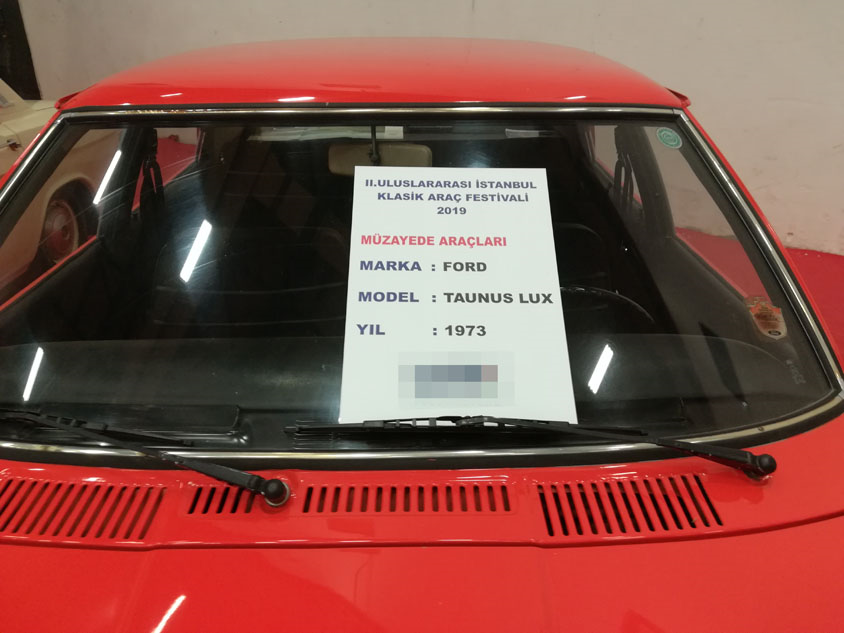 II.ULUSLARARASI İSTANBUL
KLASİK ARAÇ FESTİVALİ
2019
MÜZAYEDE ARAÇLARI
MARKA : FORD
MODEL : TAUNUS LUX
YIL : 1973